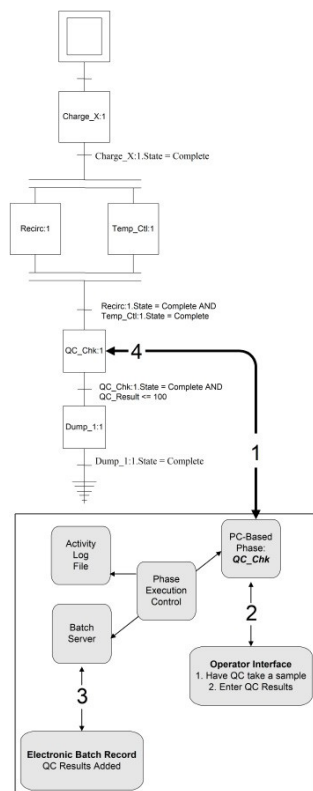 Charge_X:1
Charge_X:1.State = Complete
Recirc:1
Temp_Ctl:1
Recirc:1.State = Complete AND
Temp_Ctl:1.State = Complete
QC_Chk:1
4
QC_Chk:1.State = Complete AND
QC_Result <= 100
Dump_1:1
1
Dump_1:1.State = Complete
Activity
Log
File
PC-Based
Phase:
QC_Chk
Phase
Execution
Control
Batch
Server
2
Operator Interface
1. Have QC take a sample
2. Enter QC Results
3
Electronic Batch Record
QC Results Added